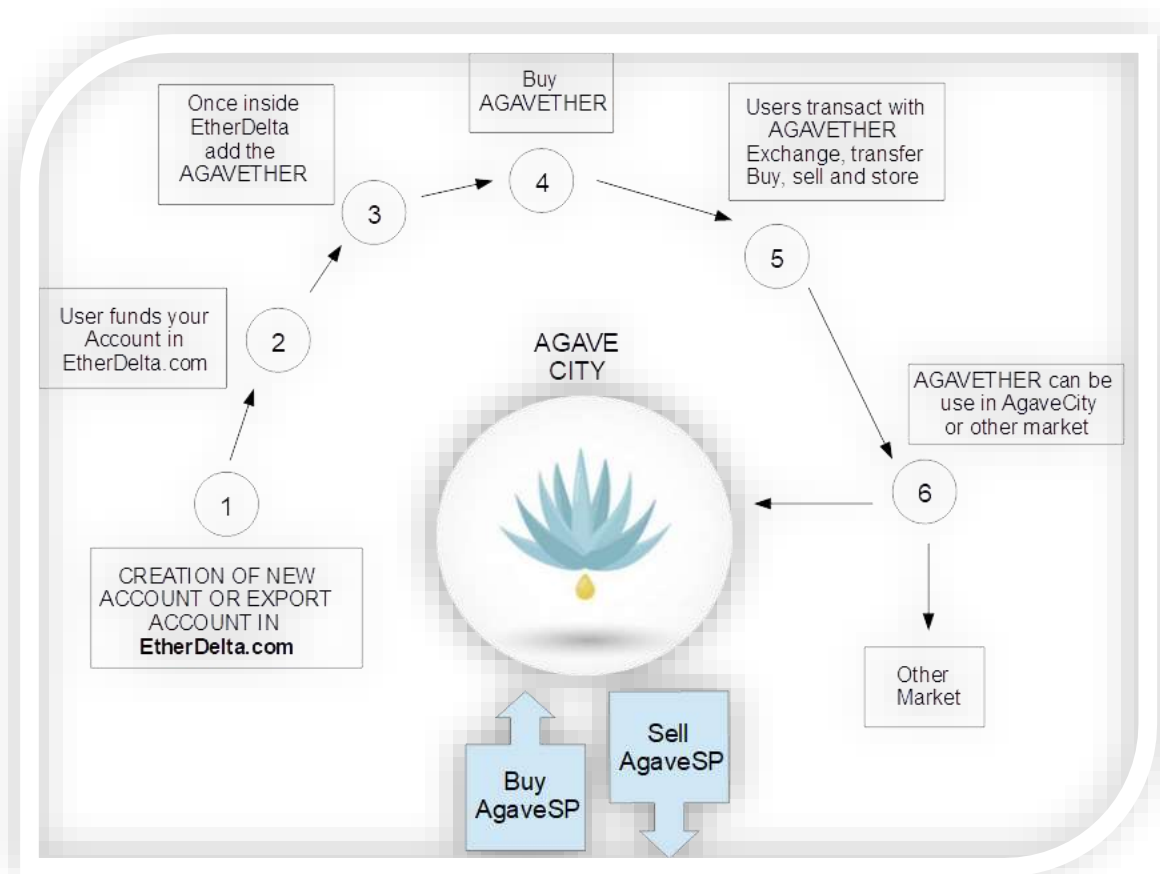 CREATION OF NEW
ACCOUNT OR EXPORT
ACCOUNT IN
EtherDelta.com
1
User funds your
Account in
EtherDelta.com
2
Once inside
EtherDelta
add the
AGAVETHER
3
Buy
AGAVETHER
4
Users transact with
AGAVETHER
Exchange, transfer
Buy, sell and store
5
AGAVETHER can be
use in AgaveCity
or other market
6
Other
Market
AGAVE
CITY
Buy
AgaveSP
Sell
AgaveSP